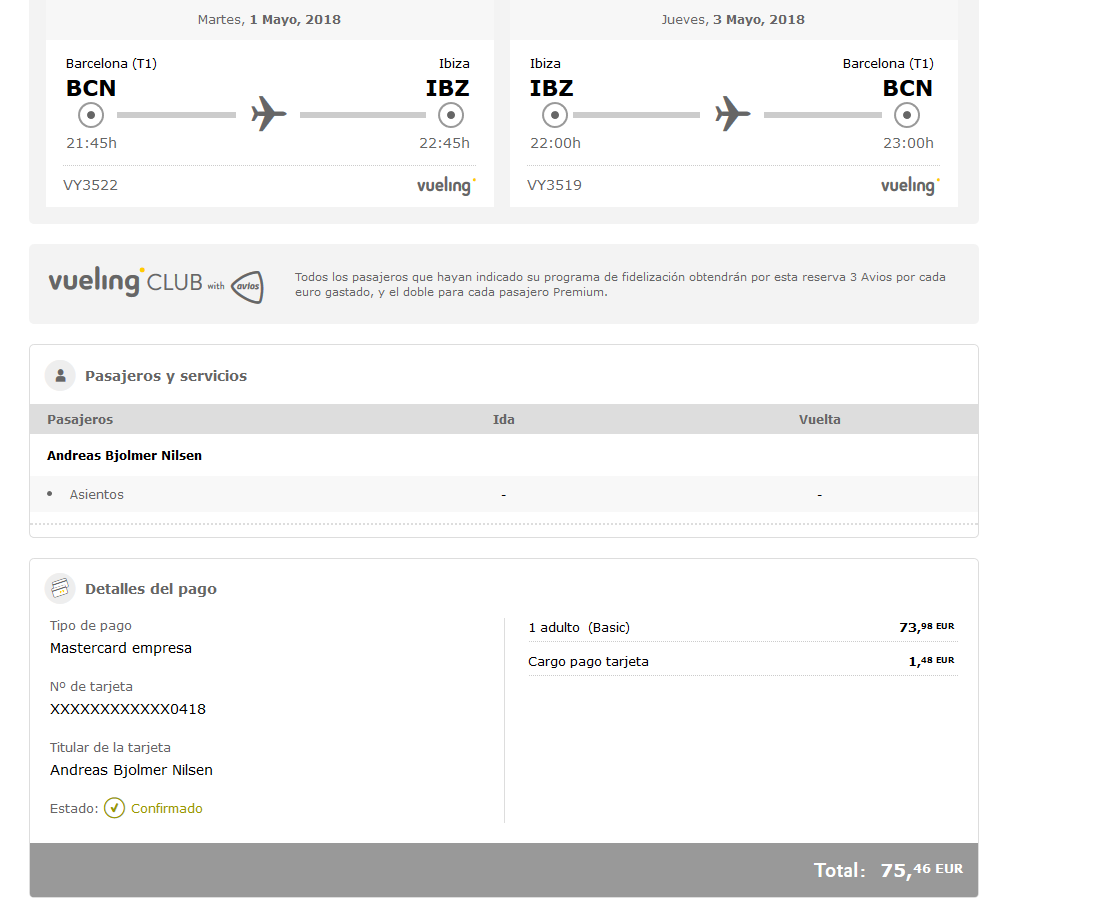 Martes, 1 Mayo, 2018
Barcelona (T1) Ibiza
BCN IBZ
21:45h 22:45h
VY3522 vueling
Jueves, 3 Mayo, 2018
Ibiza Barcelona (T1)
IBZ BCN
22:00h 23:00h
VY3519 vueling
vueling CLUB with avios
Todos los pasajeros que hayan indicado su programa de fidelización obtendrán por esta reserva 3 Avios por cada
euro gastado, y el doble para cada pasajero Premium.
Pasajeros y servicios
Pasajeros Ida Vuelta
Andreas Bjolmer Nilsen
• Asientos - -
Detalles del pago
Tipo de pago
Mastercard empresa
Nº de tarjeta
XXXXXXXXXXXX0418
Titular de la tarjeta
Andreas Bjolmer Nilsen
Estado: Confirmado
1 adulto (Basic) 73,98 EUR
Cargo pago tarjeta 1,48 EUR
Total: 75,46 EUR